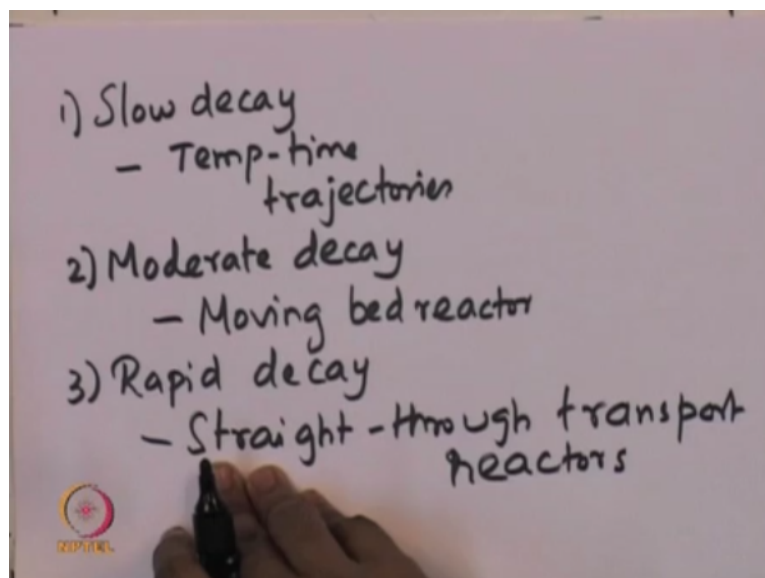 1) Slow decay
- Temp-time
trajectories
2) Moderate decay
- Moving bed reactor
3) Rapid decay
- Straight-through transport
reactors
NPTEL